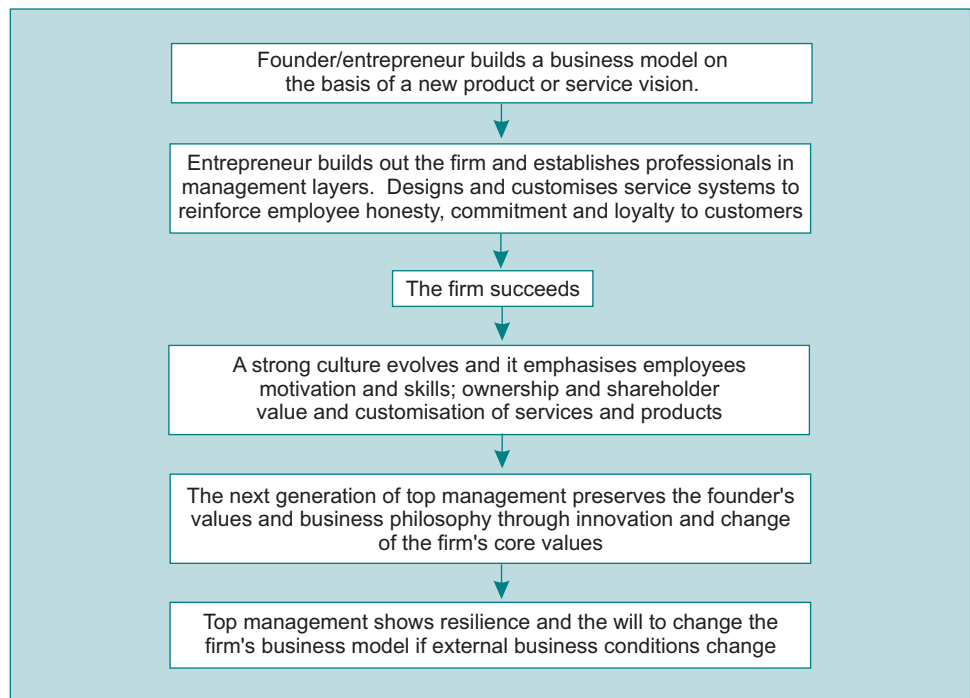 Founder/entrepreneur builds a business model on
the basis of a new product or service vision.
Entrepreneur builds out the firm and establishes professionals in
management layers.  Designs and customises service systems to
reinforce employee honesty, commitment and loyalty to customers
The firm succeeds
A strong culture evolves and it emphasises employees
motivation and skills; ownership and shareholder
value and customisation of services and products
The next generation of top management preserves the founder's
values and business philosophy through innovation and change
of the firm's core values
Top management shows resilience and the will to change the
firm's business model if external business conditions change